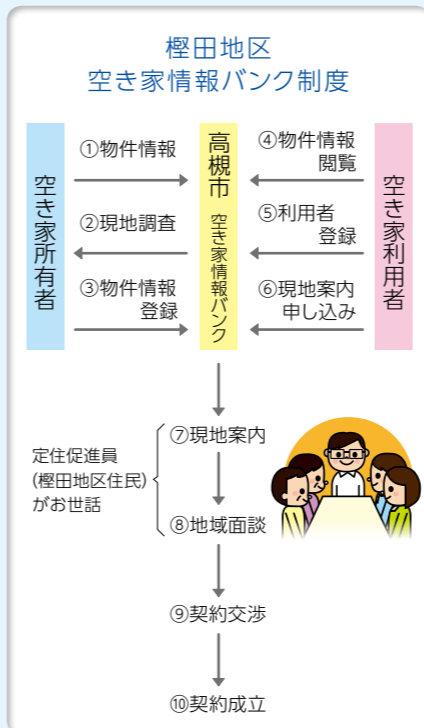 樫田地区
空き家情報バンク制度
空き家所有者
①物件情報
②現地調査
③物件情報
登録
高槻市 空き家情報バンク
④物件情報
閲覧
⑤利用者
登録
⑥現地案内
申し込み
空き家利用者
⑦現地案内
定住促進員
(樫田地区住民)
がお世話
⑧地域面談
⑨契約交渉
⑩契約成立